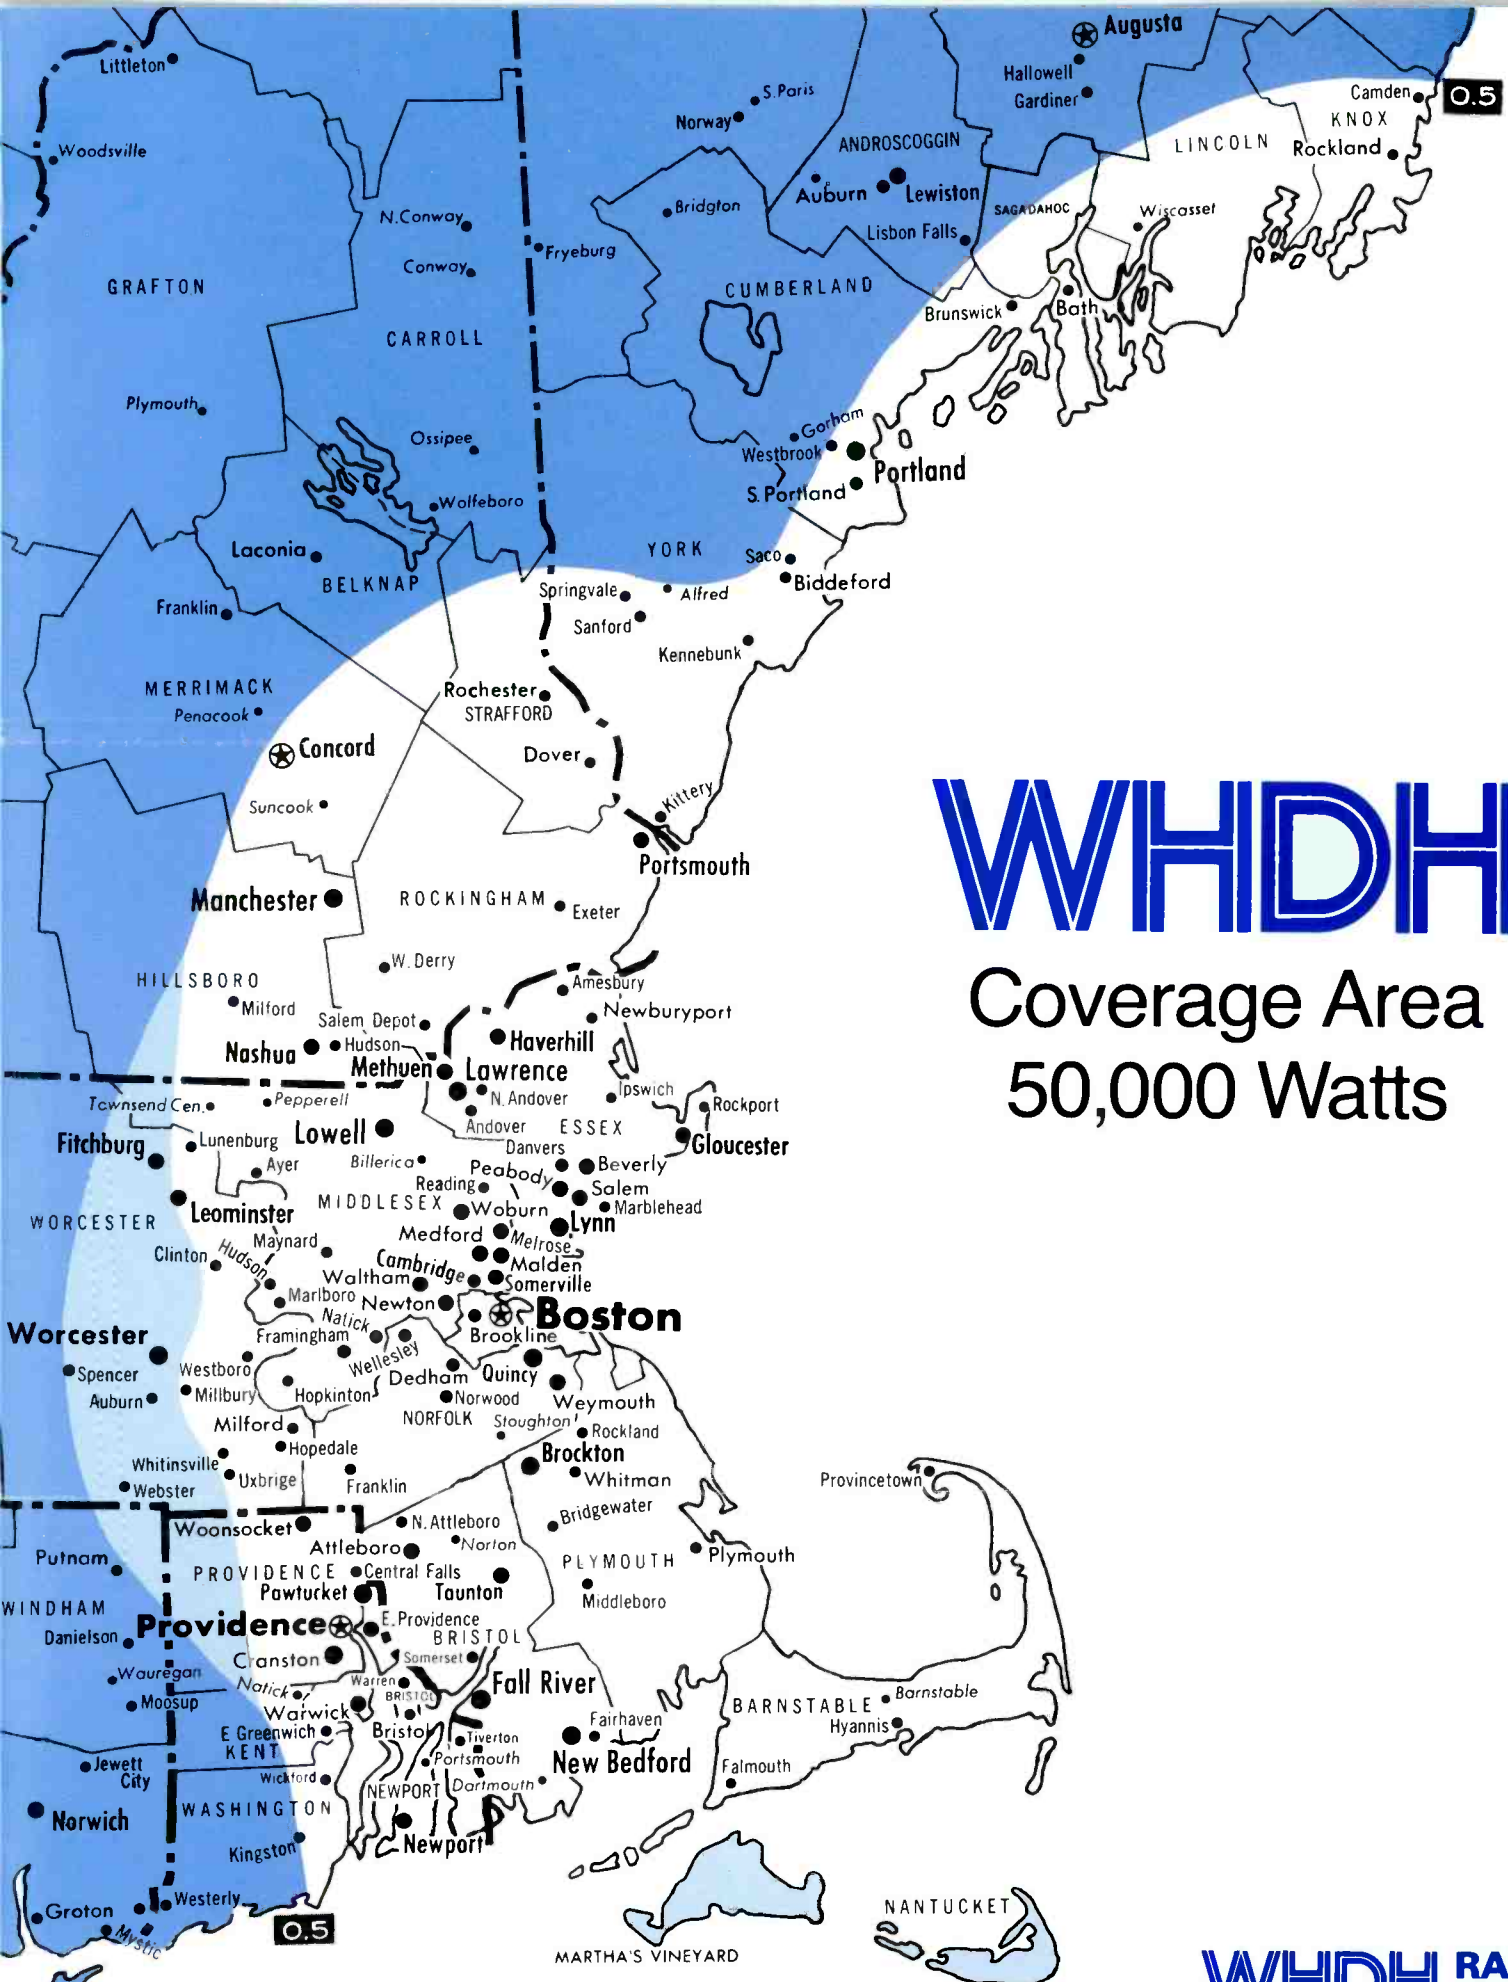 Augusta
Littleton
Hallowell
Gardiner
Camden
0.5
S. Paris
Norway
KNOX
ANDROSCOGGIN
LINCOLN
Rockland
Woodsville
Auburn
Lewiston
Bridgton
SAGADAHOC
Wiscasset
N. Conway
Lisbon Falls
Fryeburg
Conway
GRAFTON
CUMBERLAND
Brunswick
Bath
CARROLL
Plymouth
Gorham
Ossipee
Westbrook
Portland
S. Portland
Wolfeboro
Laconia
YORK
Saco
BELKNAP
Biddeford
Springvale
Alfred
Franklin
Sanford
Kennebunk
MERRIMACK
Rochester
Penacook
STRAFFORD
Concord
Dover
Suncook
Kittery
WHDH
Portsmouth
Manchester
ROCKINGHAM
Exeter
W. Derry
Coverage Area
HILLSBORO
Amesbury
Milford
Newburyport
Salem Depot
Nashua
Hudson
Haverhill
Methuen
Lawrence
50,000 Watts
Townsend Cen.
Pepperell
N. Andover
Ipswich
Rockport
Fitchburg
Lunenburg
Lowell
Andover
ESSEX
Gloucester
Danvers
Ayer
Billerica
Peabody
Beverly
Reading
Salem
Leominster
MIDDLESEX
Woburn
Marblehead
WORCESTER
Lynn
Clinton
Hudson
Maynard
Medford
Melrose
Cambridge
Malden
Waltham
Somerville
Marlboro
Newton
Boston
Worcester
Natick
Framingham
Brookline
Spencer
Westboro
Wellesley
Dedham
Quincy
Auburn
Millbury
Hopkinton
Norwood
Weymouth
Milford
NORFOLK
Stoughton
Rockland
Hopedale
Brockton
Whitinsville
Whitman
Provincetown
Webster
Uxbrige
Franklin
Bridgewater
Woonsocket
N. Attleboro
Attleboro
Norton
Putnam
PROVIDENCE
Central Falls
PLYMOUTH
Plymouth
Pawtucket
Taunton
Middleboro
WINDHAM
Providence
E. Providence
Danielson
BRISTOL
Cranston
Somerset
Wauregan
Natick
Warren
Fall River
Moosup
BRISTOL
Warwick
BARNSTABLE
Barnstable
E Greenwich
Bristol
Fairhaven
Hyannis
KENT
Tiverton
Jewett
City
Portsmouth
New Bedford
Wickford
Falmouth
NEWPORT
Dartmouth
Norwich
WASHINGTON
Newport
Kingston
Groton
Westerly
NANTUCKET
Mystic
0.5
MARTHA'S VINEYARD
WHDH RA